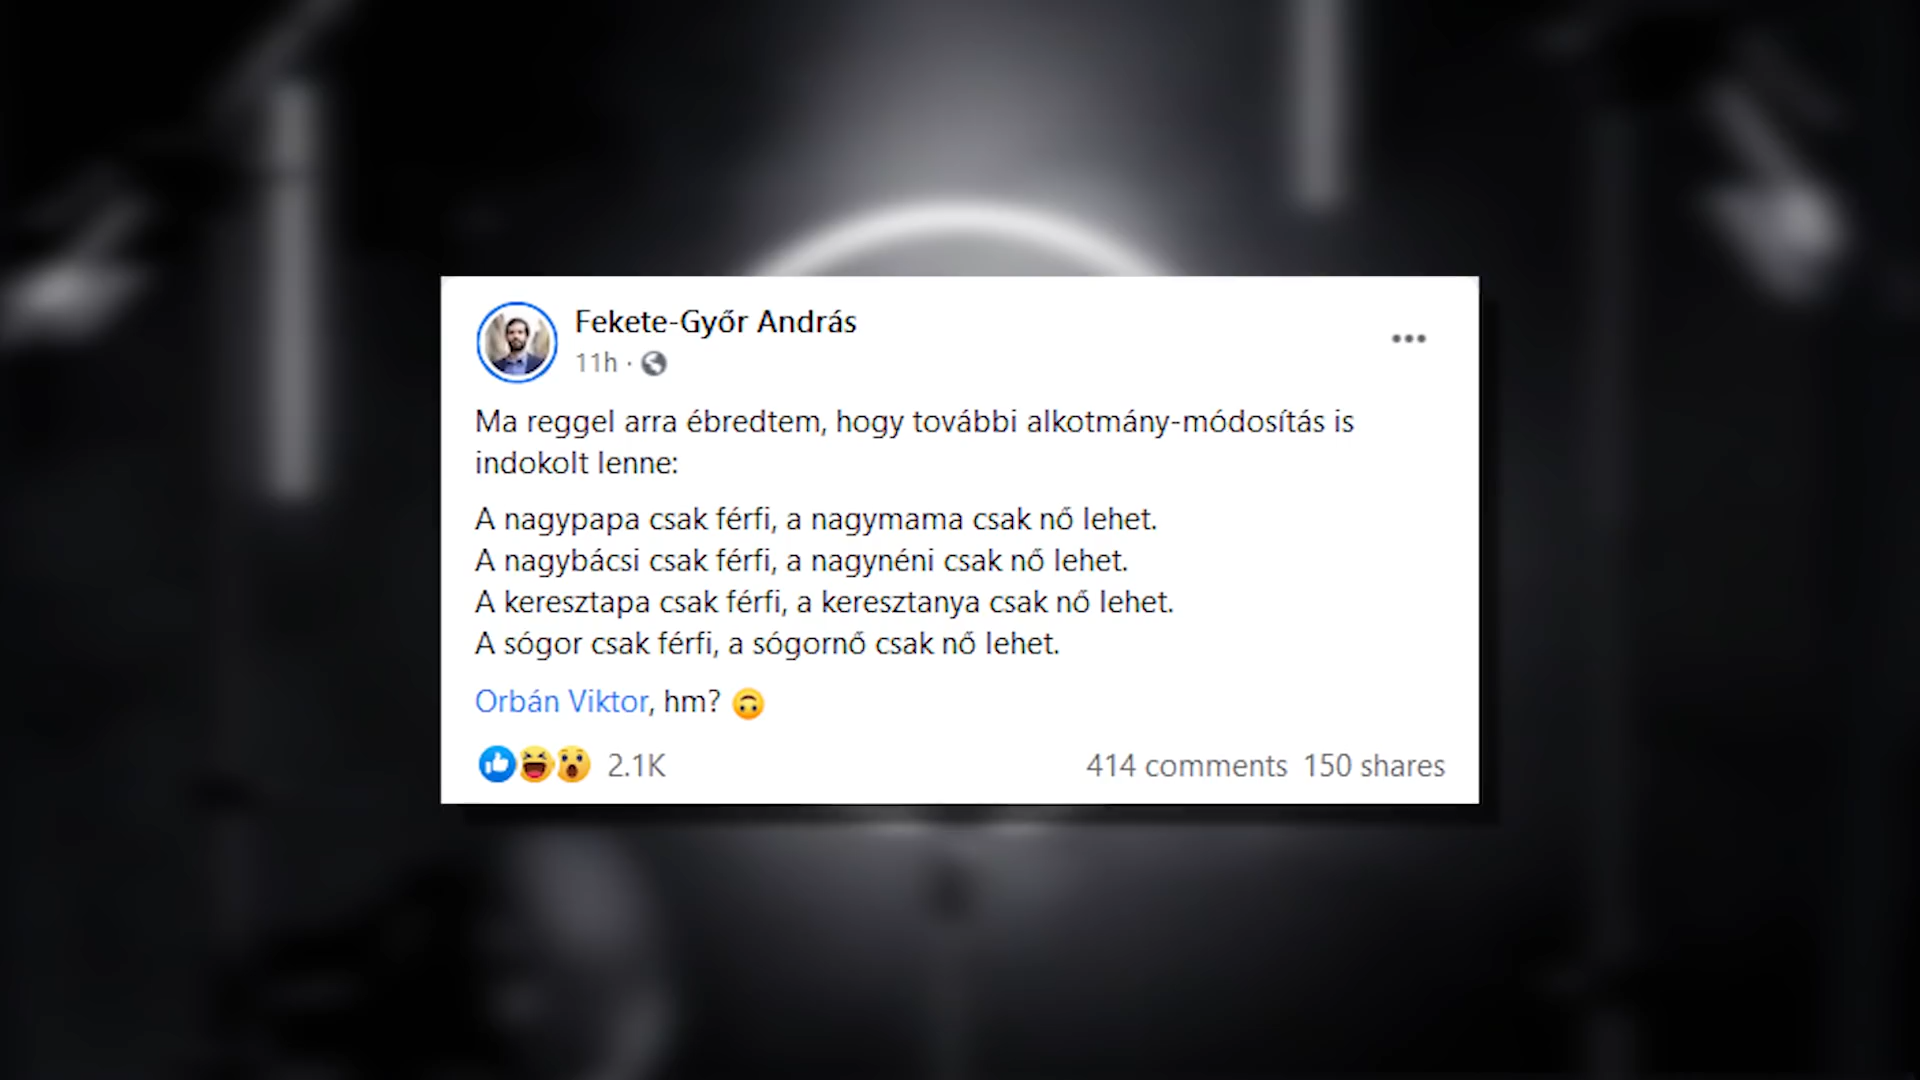 Fekete-Győr András
11h ·
Ma reggel arra ébredtem, hogy további alkotmány-módosítás is
indokolt lenne:
A nagypapa csak férfi, a nagymama csak nő lehet.
A nagybácsi csak férfi, a nagynéni csak nő lehet.
A keresztapa csak férfi, a keresztanya csak nő lehet.
A sógor csak férfi, a sógornő csak nő lehet.
Orbán Viktor, hm? 🙃
2.1K 414 comments 150 shares